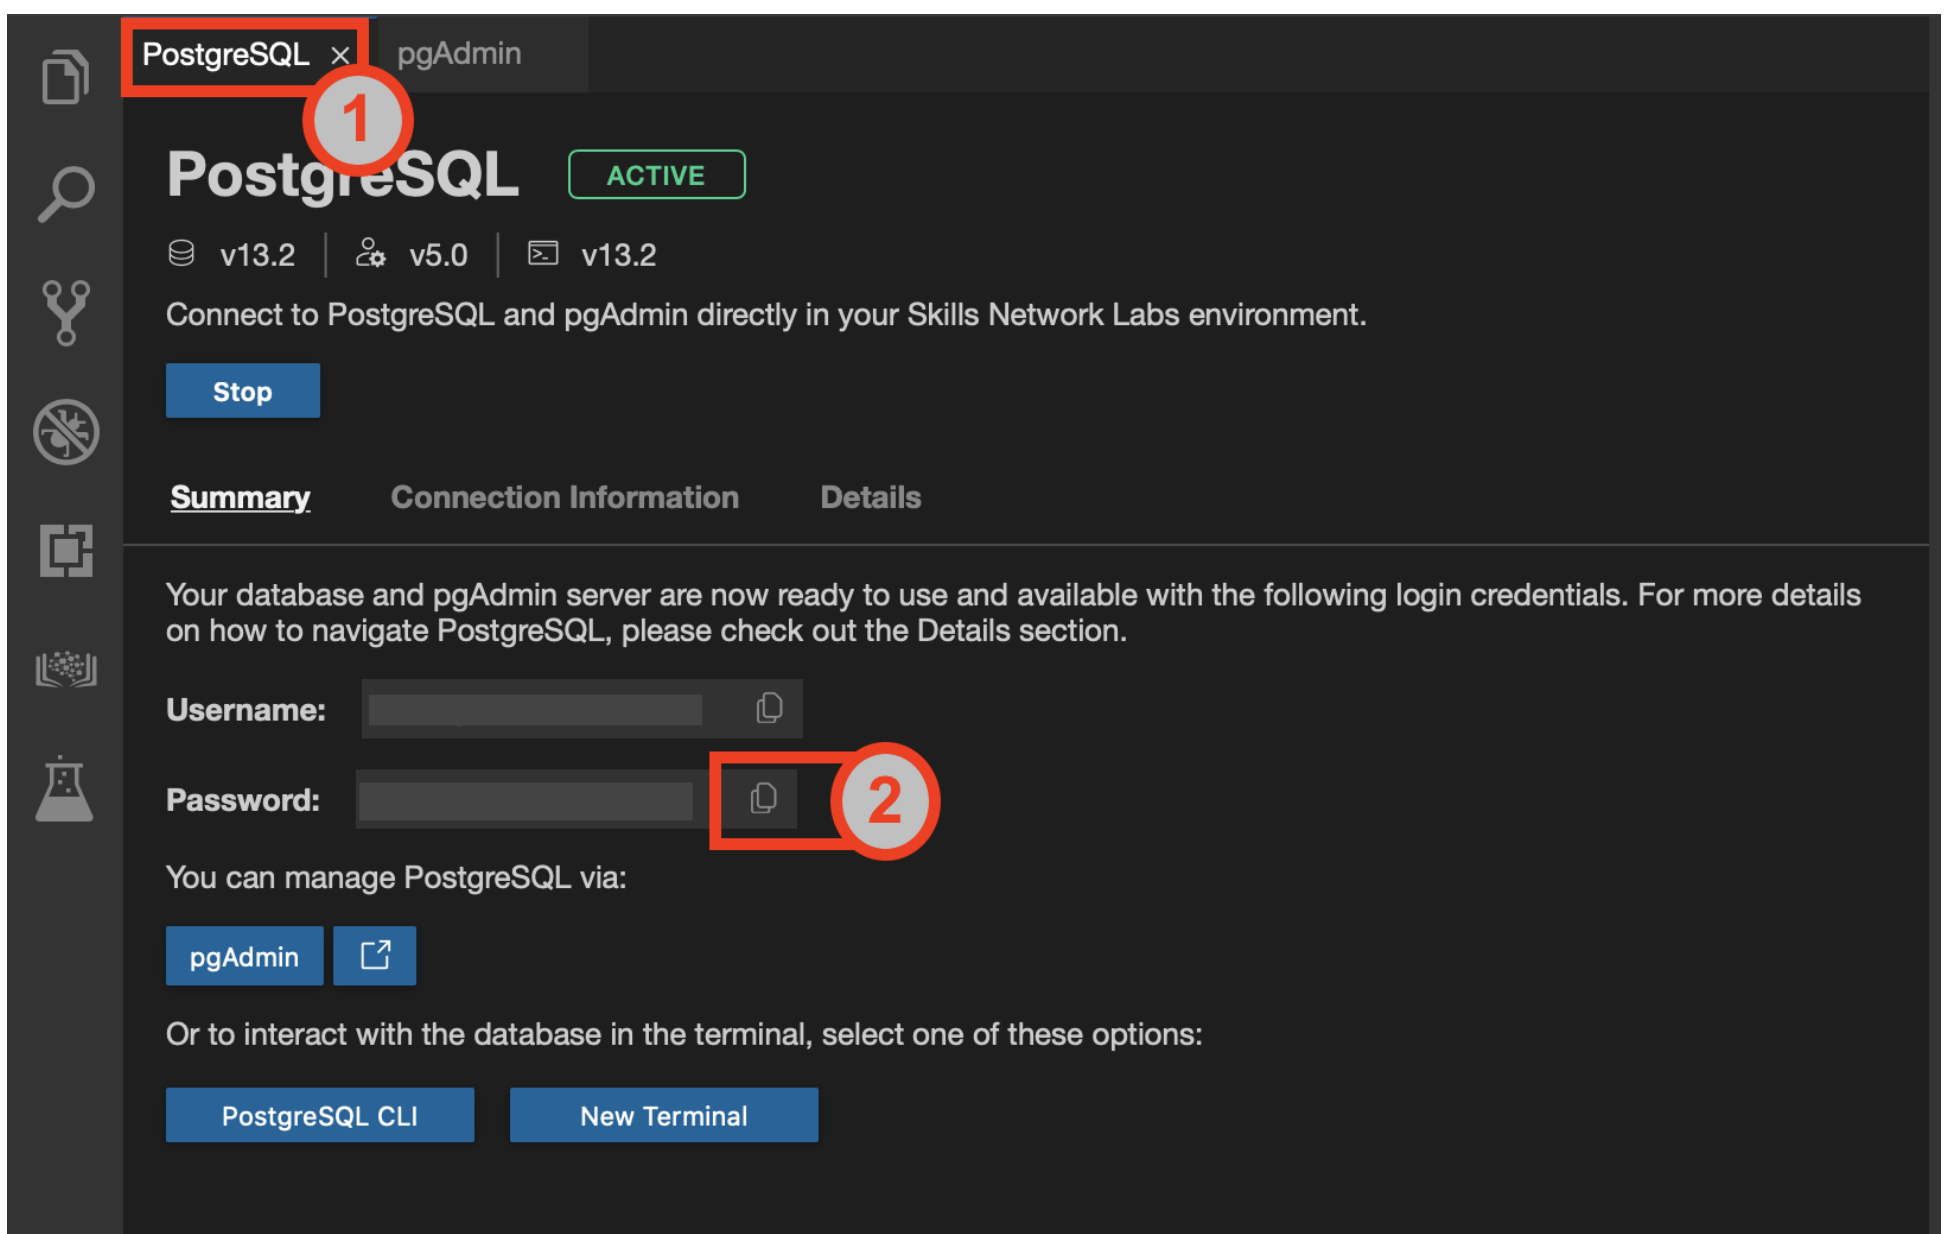 PostgreSQL × pgAdmin
1
PostgreSQL ACTIVE
v13.2 v5.0 v13.2
Connect to PostgreSQL and pgAdmin directly in your Skills Network Labs environment.
Stop
Summary Connection Information Details
Your database and pgAdmin server are now ready to use and available with the following login credentials. For more details
on how to navigate PostgreSQL, please check out the Details section.
Username:
Password:
2
You can manage PostgreSQL via:
pgAdmin
Or to interact with the database in the terminal, select one of these options:
PostgreSQL CLI New Terminal